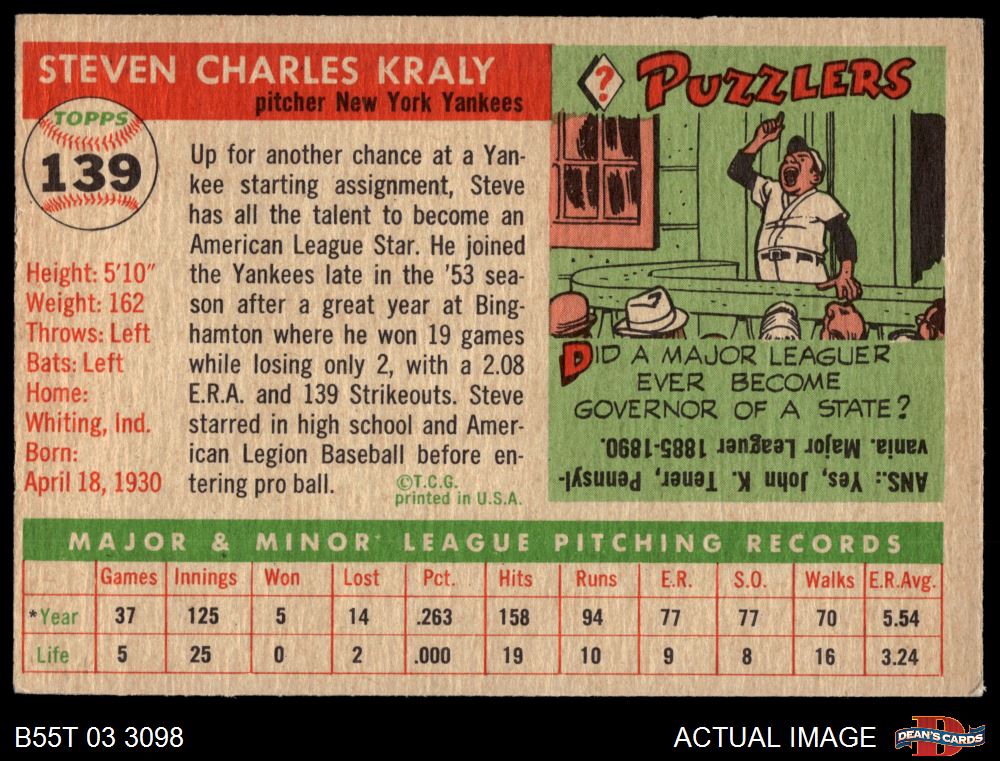 STEVEN CHARLES KRALY
pitcher New York Yankees
TOPPS
139
Height: 5'10"
Weight: 162
Throws: Left
Bats: Left
Home:
Whiting, Ind.
Born:
April 18, 1930
Up for another chance at a Yan-
kee starting assignment, Steve
has all the talent to become an
American League Star. He joined
the Yankees late in the '53 sea-
son after a great year at Bing-
hamton where he won 19 games
while losing only 2, with a 2.08
E.R.A. and 139 Strikeouts. Steve
starred in high school and Amer-
ican Legion Baseball before en-
tering pro ball.
©T.C.G.
printed in U.S.A.
? PUZZLERS
DID A MAJOR LEAGUER
EVER BECOME
GOVERNOR OF A STATE?
ANS.: Yes, John K. Tener, Pennsyl-
vania. Major Leaguer 1885-1890.
MAJOR & MINOR LEAGUE PITCHING RECORDS
Games Innings Won Lost Pct. Hits Runs E.R. S.O. Walks E.R.Avg.
*Year 37 125 5 14 .263 158 94 77 77 70 5.54
Life 5 25 0 2 .000 19 10 9 8 16 3.24
B55T 03 3098
ACTUAL IMAGE
D
DEAN'S CARDS